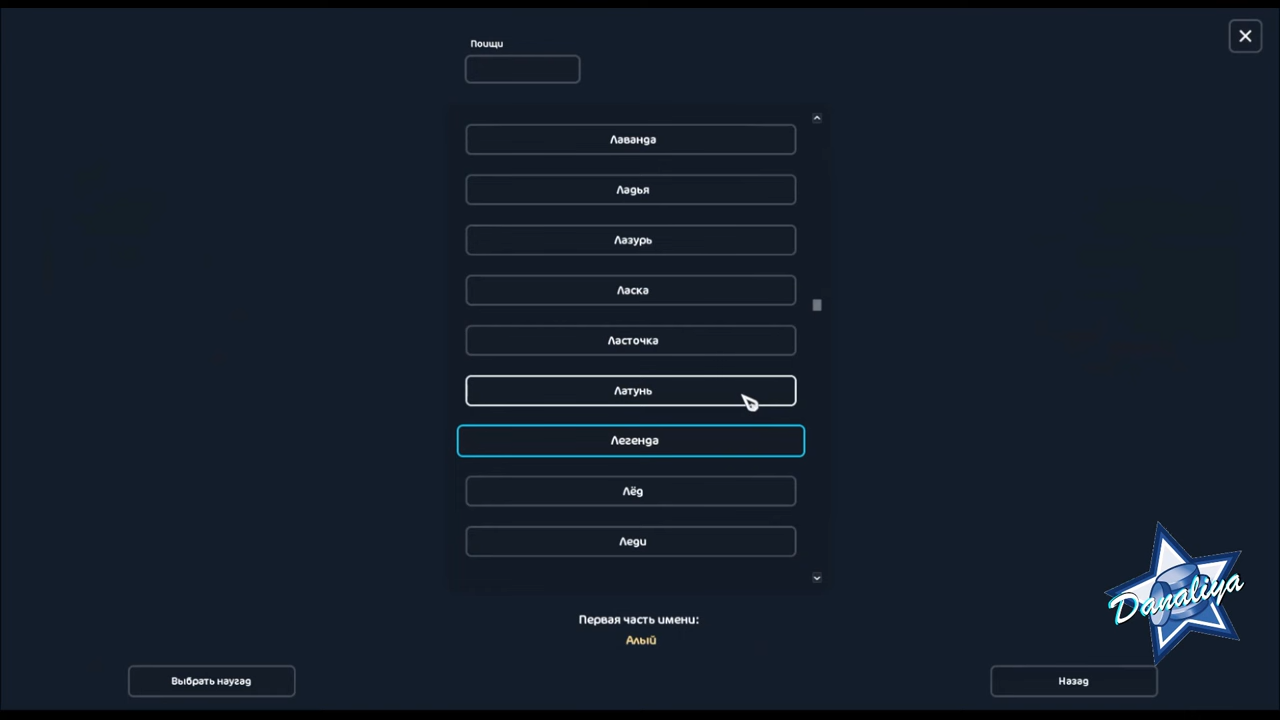 Поищи
Лаванда
Ладья
Лазурь
Ласка
Ласточка
Латунь
Легенда
Лёд
Леди
Первая часть имени:
Алый
Danaliya
Выбрать наугад
Назад